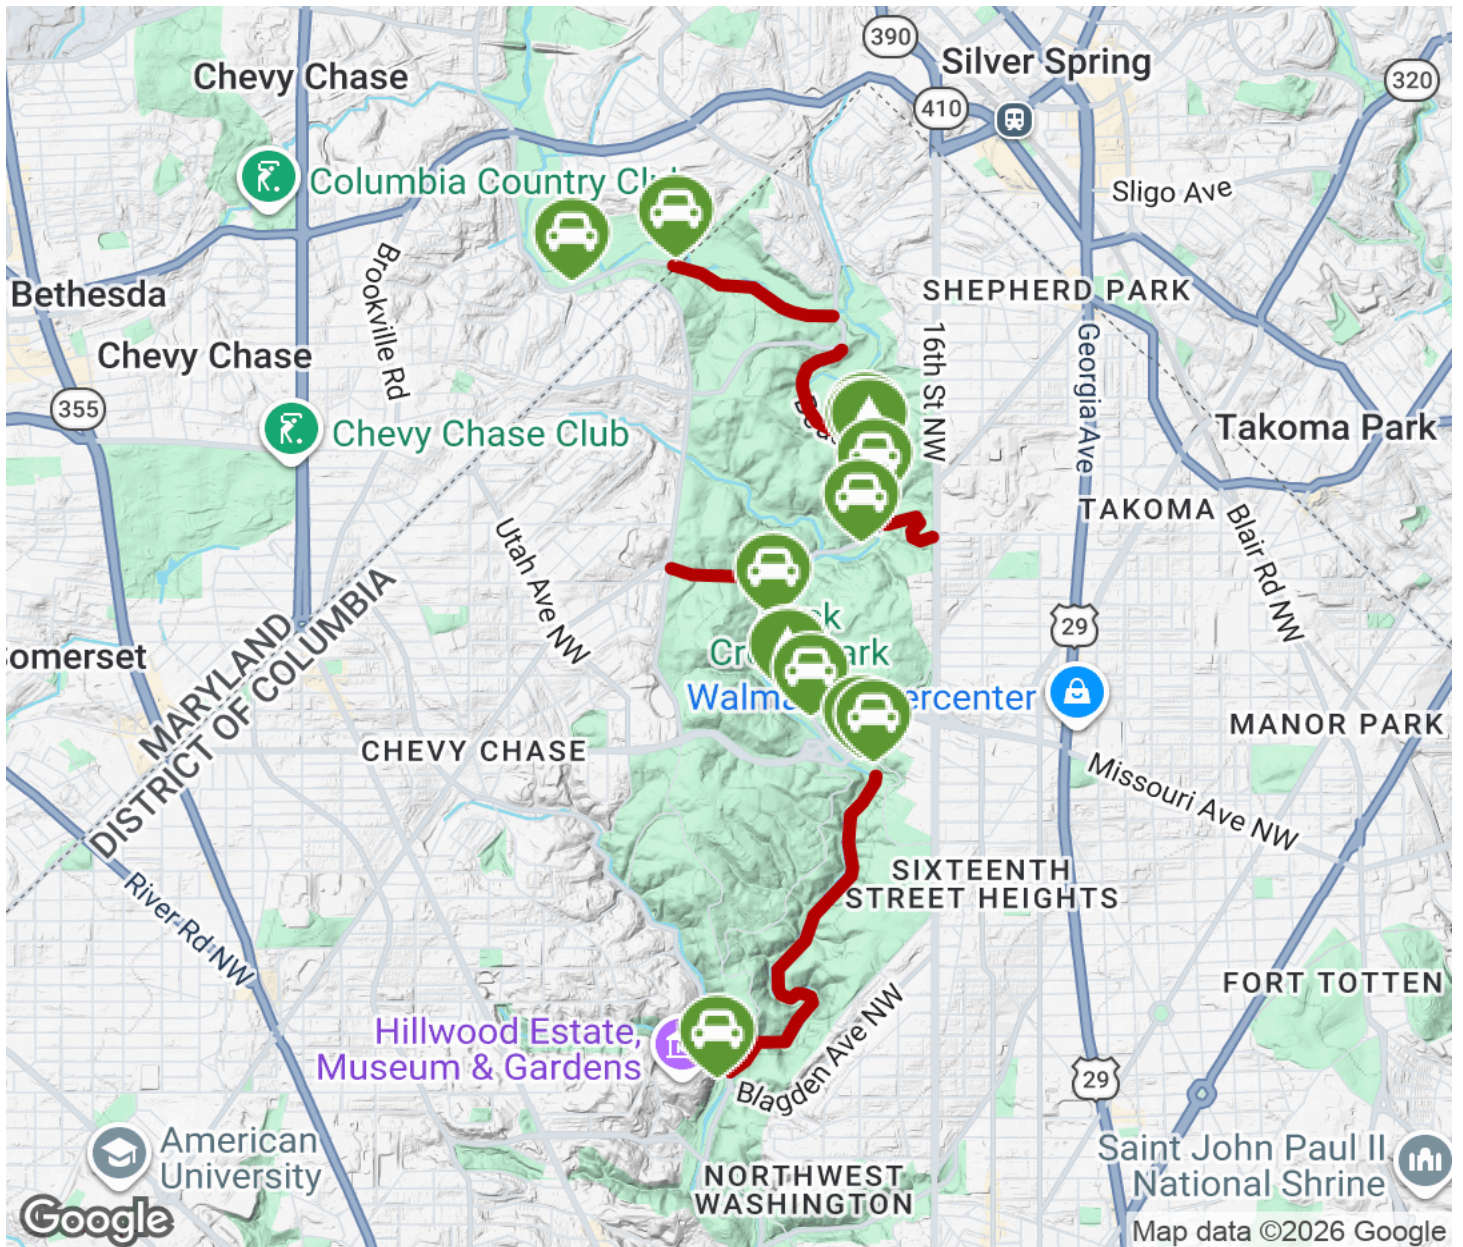 390
Silver Spring
Chevy Chase
320
410
Columbia Country Clu
Sligo Ave
Brookville Rd
Bethesda
SHEPHERD PARK
16th St NW
Georgia Ave
Chevy Chase
355
Chevy Chase Club
Takoma Park
TAKOMA
Blair Rd NW
Utah Ave NW
MARYLAND
DISTRICT OF COLUMBIA
29
omerset
Walma ercenter
MANOR PARK
CHEVY CHASE
Missouri Ave NW
SIXTEENTH
STREET HEIGHTS
River Rd NW
FORT TOTTEN
Hillwood Estate,
Museum & Gardens
Blagden Ave NW
29
American
University
Saint John Paul II
National Shrine
NORTHWEST
WASHINGTON
Google
Map data ©2026 Google